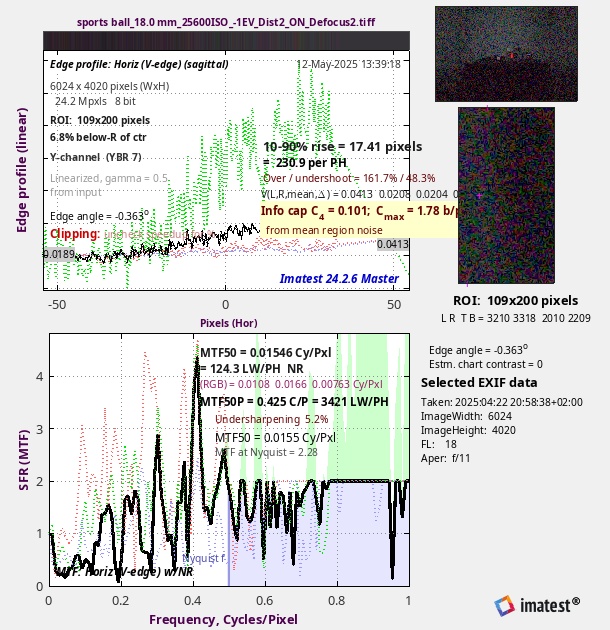 sports ball_18.0 mm_25600ISO_-1EV_Dist2_ON_Defocus2.tiff
Edge profile: Horiz (V-edge) (sagittal)
12-May-2025 13:39:18
6024 x 4020 pixels (WxH)
24.2 Mpxls 8 bit
ROI: 109x200 pixels
6.8% below-R of ctr
Y-channel (YBR 7)
Linearized, gamma = 0.5
from input
Edge angle = -0.363o
Clipping:
10-90% rise = 17.41 pixels
= 230.9 per PH
Over / undershoot = 161.7% / 48.3%
V(L,R,mean,Δ) = 0.0413 0.0208 0.0204 0
Info cap C4 = 0.101; Cmax = 1.78 b/p
from mean region noise
0.0189
0.0413
Imatest 24.2.6 Master
Edge profile (linear)
-50 0 50
Pixels (Hor)
ROI: 109x200 pixels
L R T B = 3210 3318 2010 2209
Edge angle = -0.363o
Estm. chart contrast = 0
Selected EXIF data
Taken: 2025:04:22 20:58:38+02:00
ImageWidth: 6024
ImageHeight: 4020
FL: 18
Aper: f/11
MTF50 = 0.01546 Cy/Pxl
= 124.3 LW/PH NR
(RGB) = 0.0108 0.0166 0.00763 Cy/Pxl
MTF50P = 0.425 C/P = 3421 LW/PH
Undersharpening 5.2%
MTF50 = 0.0155 Cy/Pxl
MTF at Nyquist = 2.28
Nyquist f
MTF: Horiz (V-edge) w/NR
SFR (MTF)
4
3
2
1
0
0 0.2 0.4 0.6 0.8 1
Frequency, Cycles/Pixel
imatest®